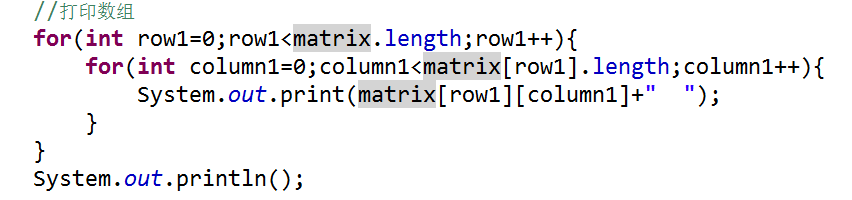 //打印数组
for(int row1=0;row1<matrix.length;row1++){
    for(int column1=0;column1<matrix[row1].length;column1++){
        System.out.print(matrix[row1][column1]+"  ");
    }
}
System.out.println();